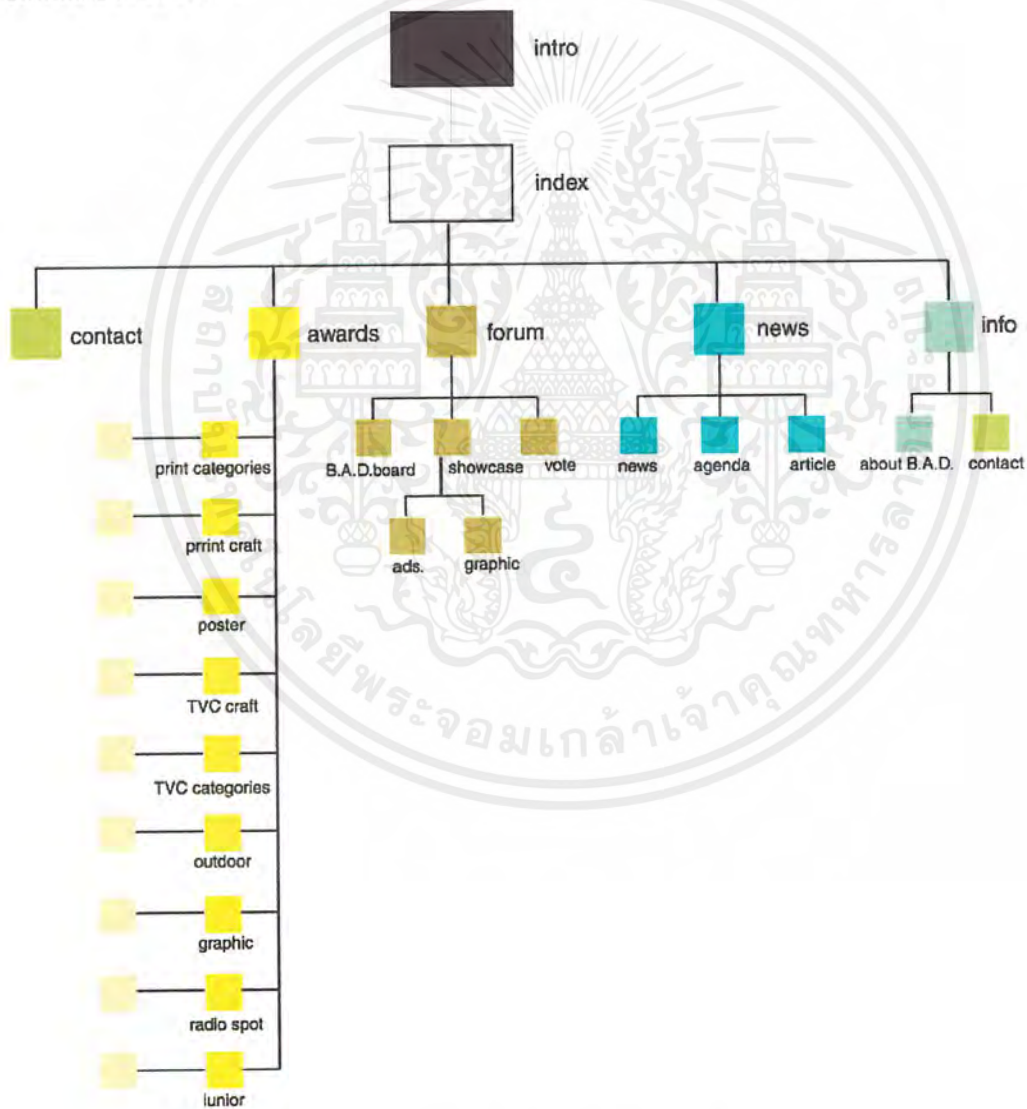 intro
index
contact
awards
forum
news
info
print categories
prrint craft
poster
TVC craft
TVC categories
outdoor
graphic
radio spot
iunior
B.A.D.board
showcase
vote
ads.
graphic
news
agenda
article
about B.A.D.
contact